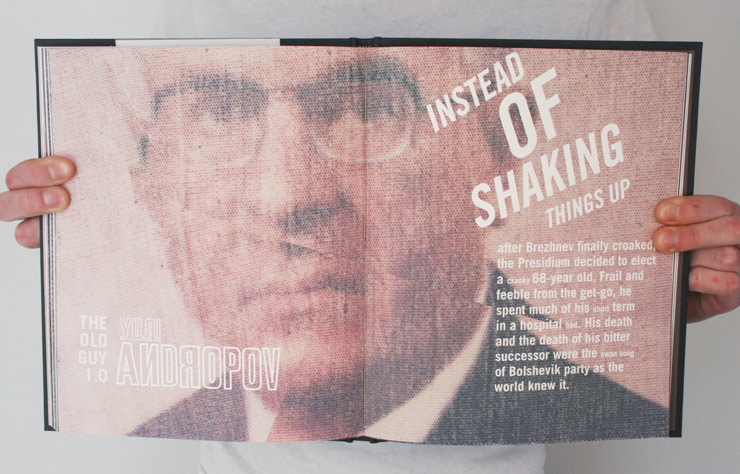 THE
OLD
GUY
1.0
YURI
ANDROPOV
INSTEAD
OF
SHAKING
THINGS UP
after Brezhnev finally croaked,
the Presidium decided to elect
a cranky 68-year old. Frail and
feeble from the get-go, he
spent much of his short term
in a hospital bed. His death
and the death of his bitter
successor were the swan song
of Bolshevik party as the
world knew it.